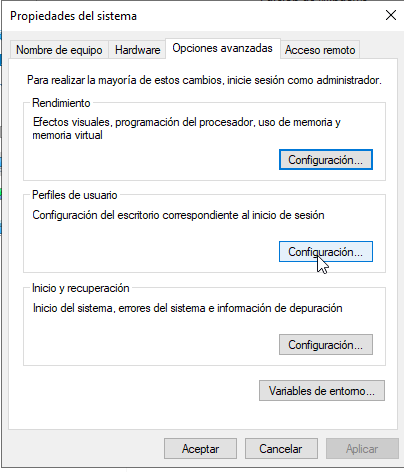 Propiedades del sistema
Nombre de equipo
Hardware
Opciones avanzadas
Acceso remoto
Para realizar la mayoría de estos cambios, inicie sesión como administrador.
Rendimiento
Efectos visuales, programación del procesador, uso de memoria y
memoria virtual
Configuración...
Perfiles de usuario
Configuración del escritorio correspondiente al inicio de sesión
Configuración...
Inicio y recuperación
Inicio del sistema, errores del sistema e información de depuración
Configuración...
Variables de entorno...
Aceptar
Cancelar
Aplicar